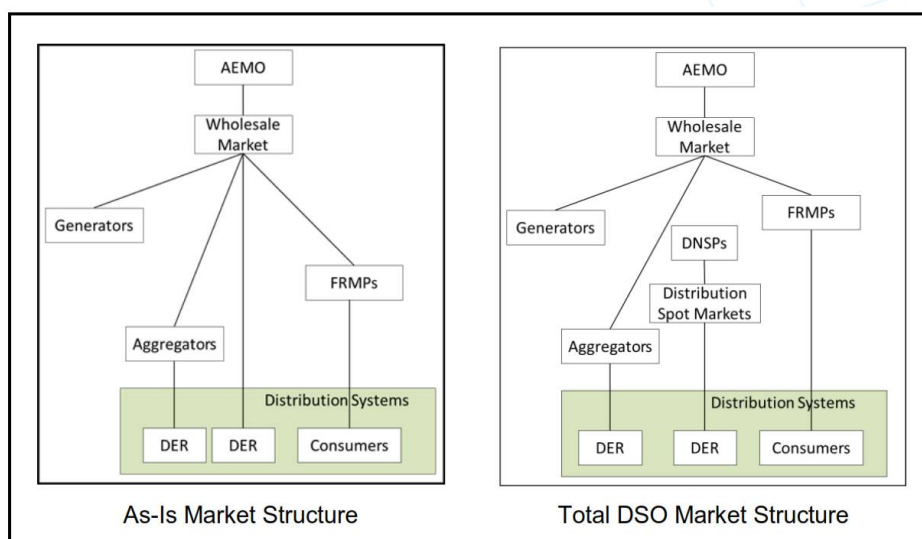 AEMO
Wholesale
Market
Generators
FRMPs
Aggregators
Distribution Systems
DER
DER
Consumers
As-Is Market Structure
AEMO
Wholesale
Market
Generators
FRMPs
DNSPs
Distribution
Spot Markets
Aggregators
Distribution Systems
DER
DER
Consumers
Total DSO Market Structure